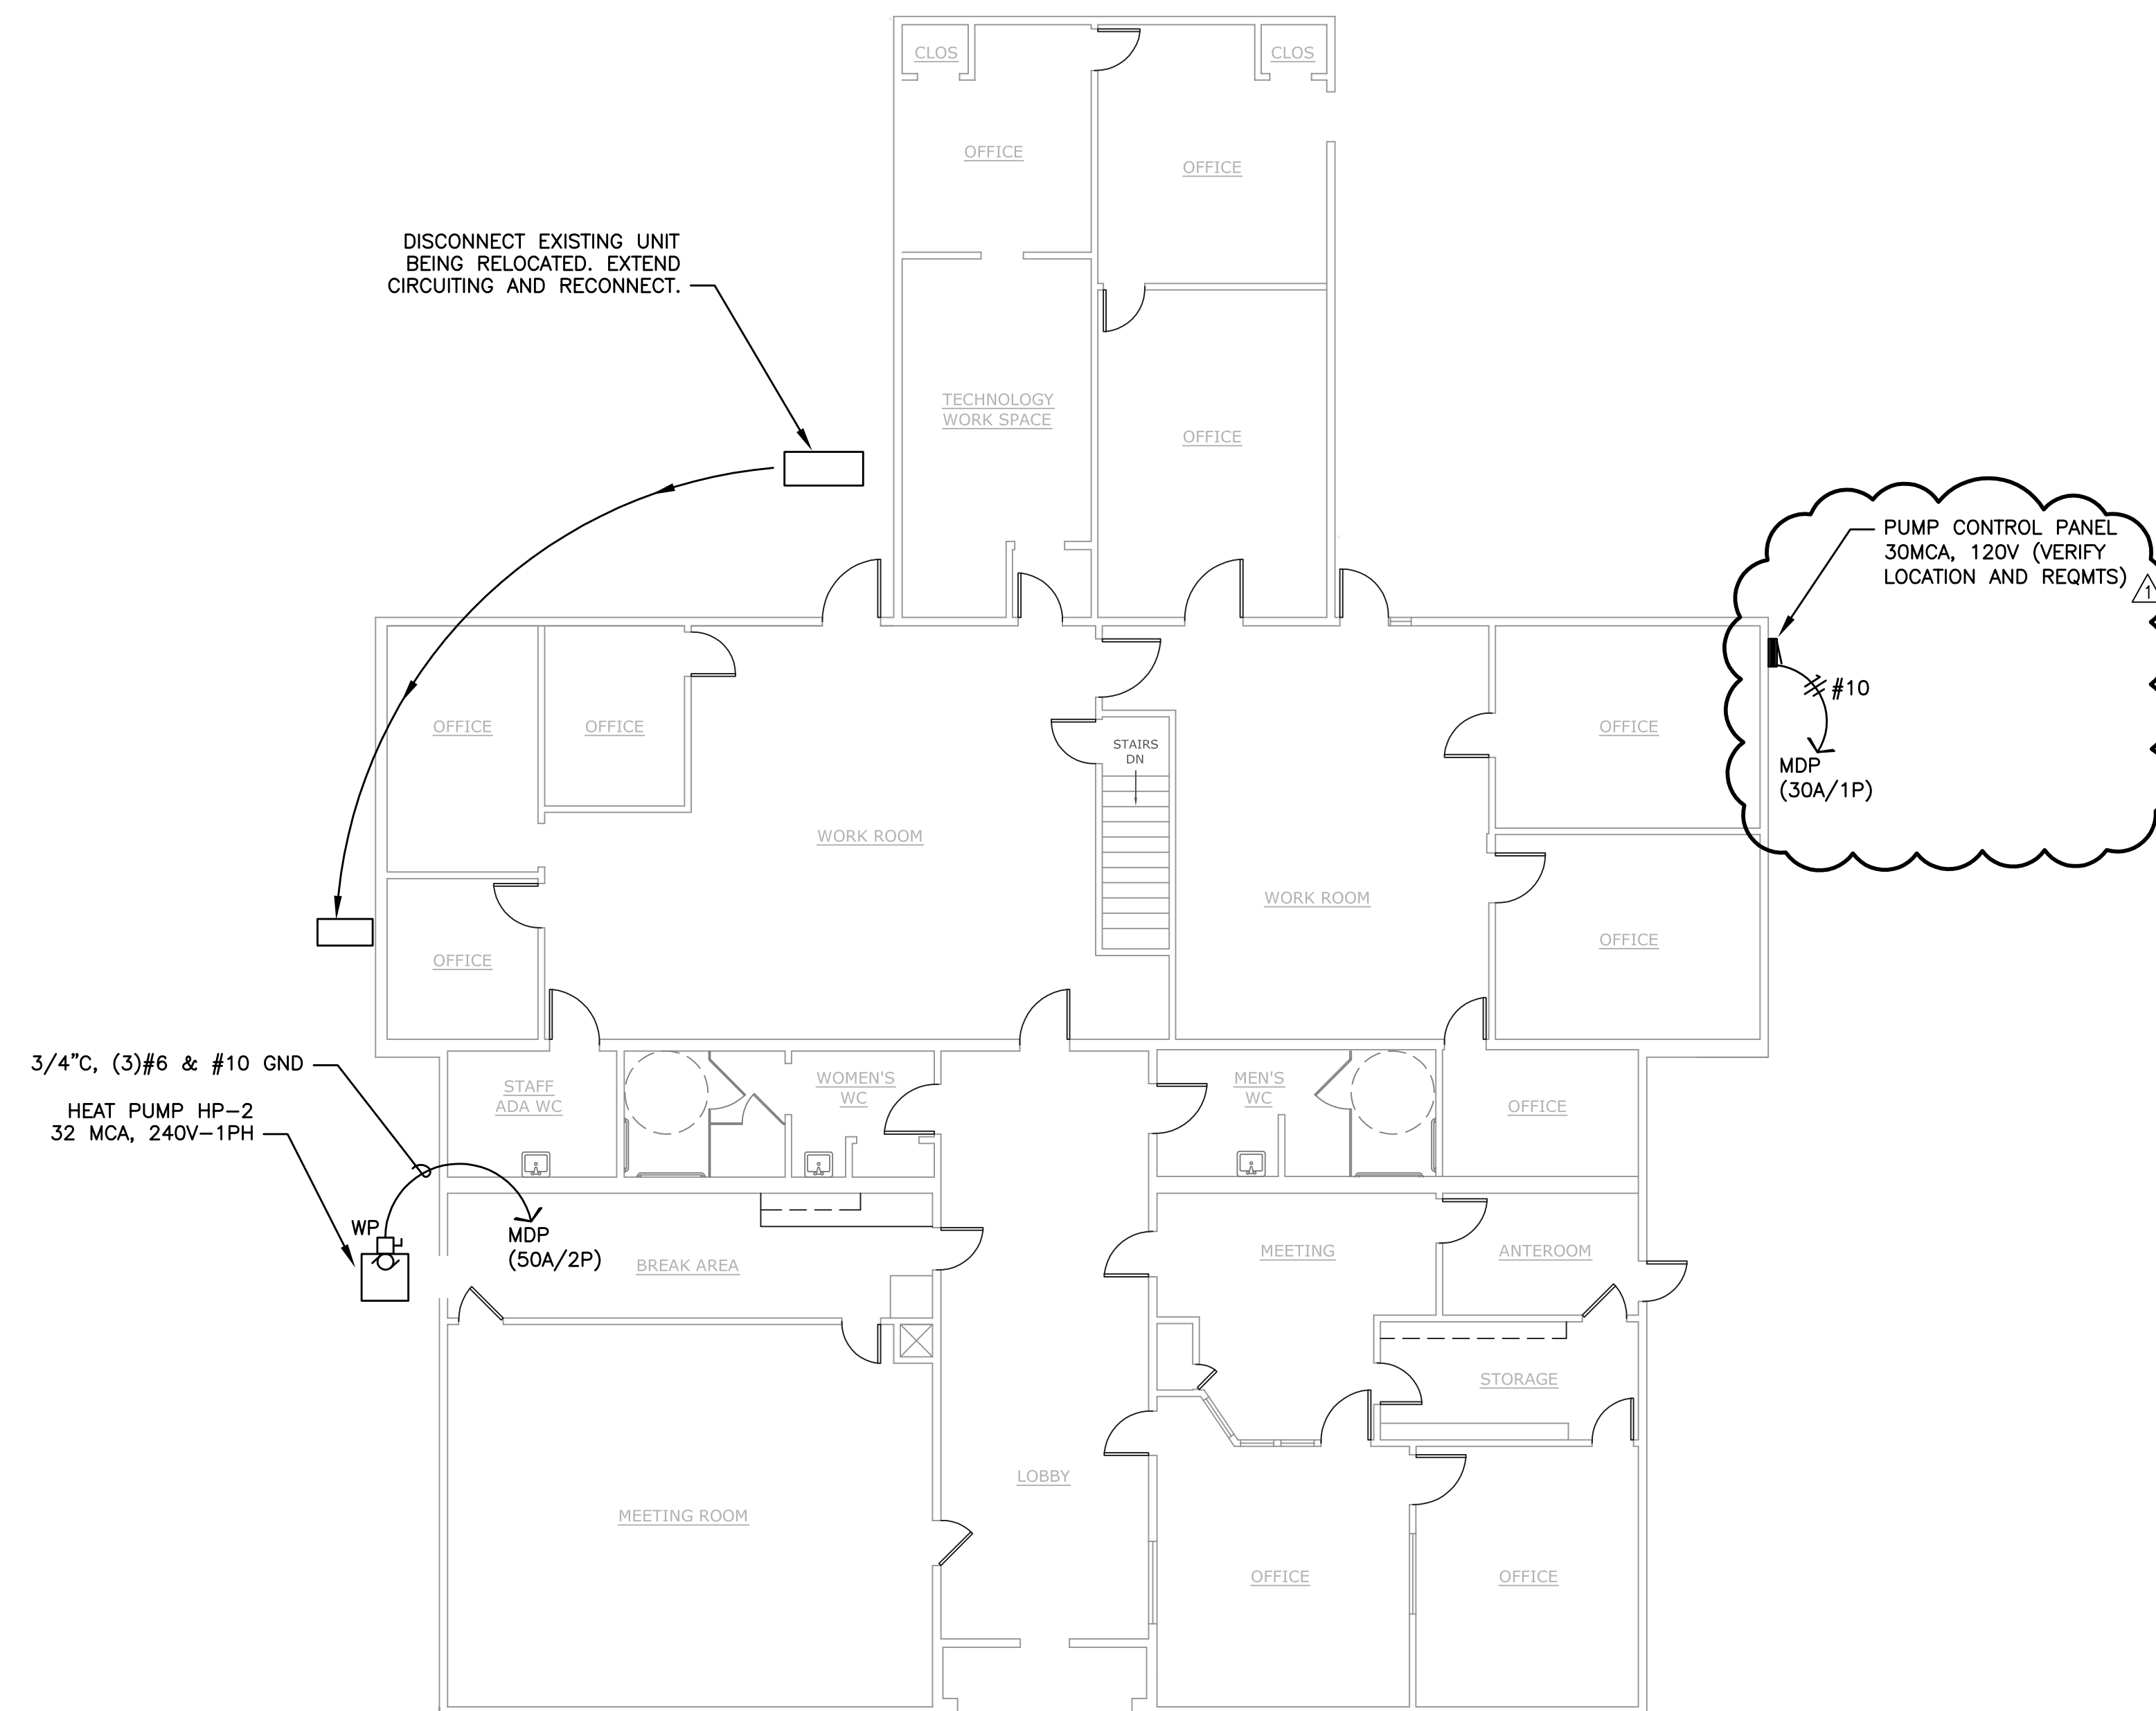 CLOS
CLOS
OFFICE
OFFICE
DISCONNECT EXISTING UNIT
BEING RELOCATED. EXTEND
CIRCUITING AND RECONNECT.
TECHNOLOGY
WORK SPACE
OFFICE
PUMP CONTROL PANEL
30MCA, 120V (VERIFY
LOCATION AND REQMTS)
1
#10
MDP
(30A/1P)
OFFICE
OFFICE
STAIRS
DN
OFFICE
WORK ROOM
WORK ROOM
OFFICE
OFFICE
3/4"C, (3)#6 & #10 GND
HEAT PUMP HP-2
32 MCA, 240V-1PH
STAFF
ADA WC
WOMEN'S
WC
MEN'S
WC
OFFICE
WP
MDP
(50A/2P)
BREAK AREA
MEETING
ANTEROOM
STORAGE
LOBBY
MEETING ROOM
OFFICE
OFFICE